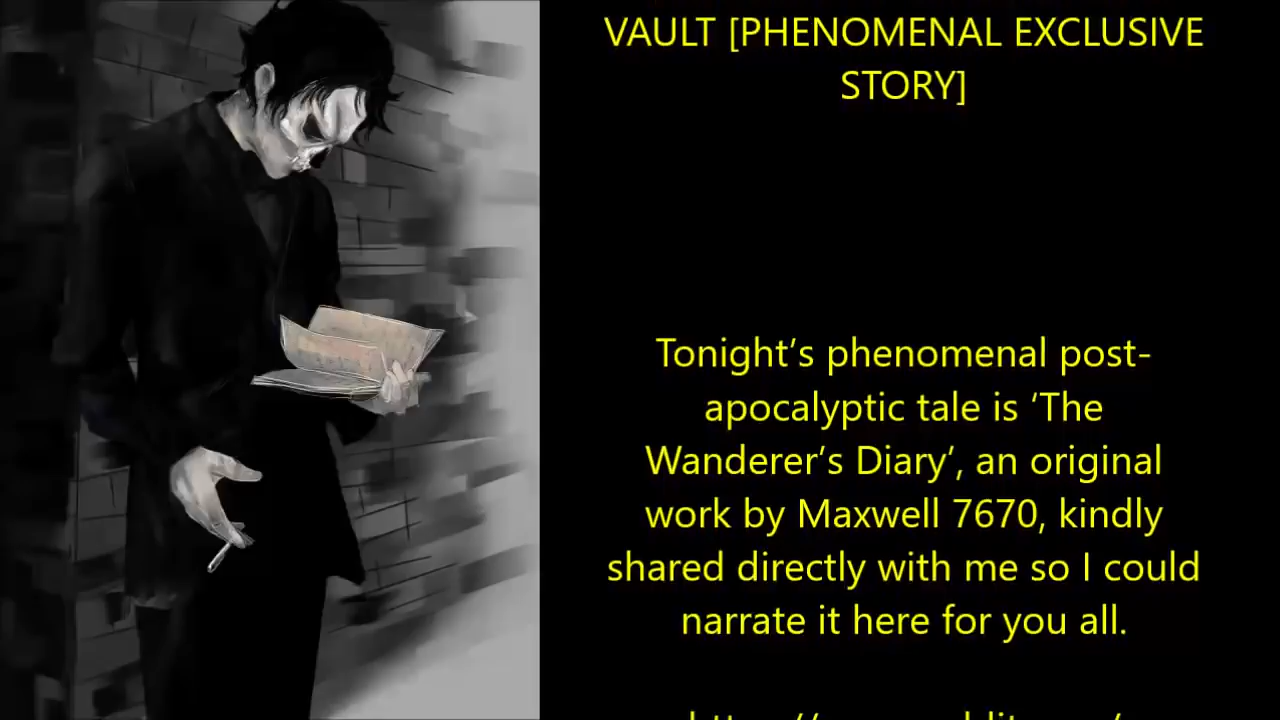 VAULT [PHENOMENAL EXCLUSIVE
STORY]
Tonight’s phenomenal post-
apocalyptic tale is ‘The
Wanderer’s Diary’, an original
work by Maxwell 7670, kindly
shared directly with me so I could
narrate it here for you all.